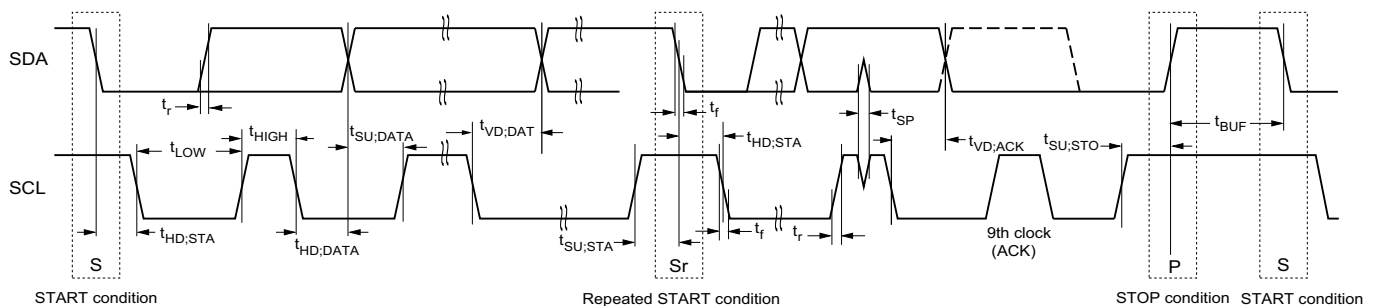 SDA
t_r
t_f
t_SP
t_BUF
t_HIGH
t_SU;DATA
t_VD;DAT
t_LOW
t_HD;STA
t_VD;ACK
t_SU;STO
SCL
t_HD;STA
t_HD;DATA
t_SU;STA
t_f
t_r
9th clock
(ACK)
S
Sr
P
S
START condition
Repeated START condition
STOP condition
START condition